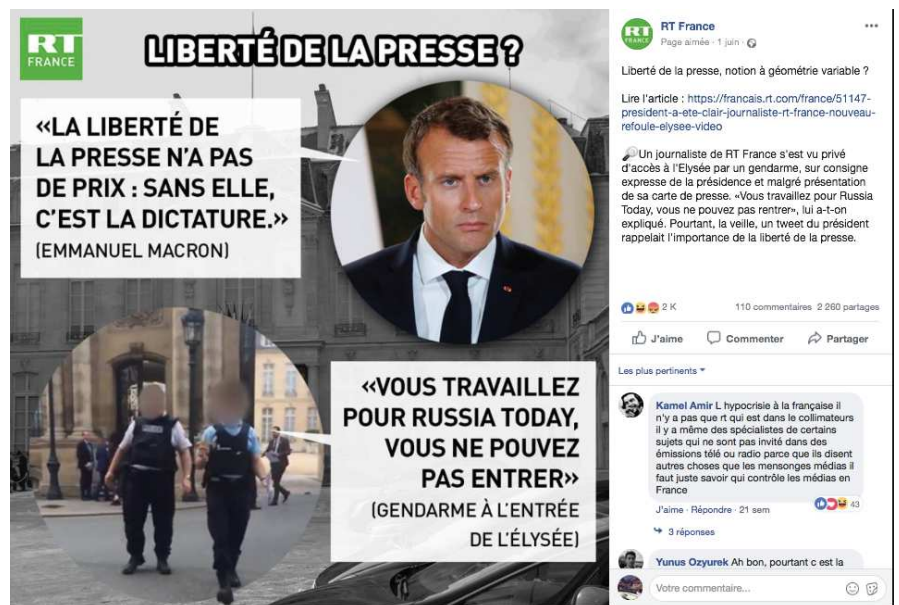 RT
FRANCE
LIBERTÉ DE LA PRESSE ?
«LA LIBERTÉ DE
LA PRESSE N'A PAS
DE PRIX : SANS ELLE,
C'EST LA DICTATURE.»
(EMMANUEL MACRON)
«VOUS TRAVAILLEZ
POUR RUSSIA TODAY,
VOUS NE POUVEZ
PAS ENTRER»
(GENDARME À L'ENTRÉE
DE L'ÉLYSÉE)
RT
FRANCE
RT France
Page aimée · 1 juin ·
Liberté de la presse, notion à géométrie variable ?
Lire l'article : https://francais.rt.com/france/51147-
president-a-ete-clair-journaliste-rt-france-nouveau-
refoule-elysee-video
Un journaliste de RT France s'est vu privé
d'accès à l'Elysée par un gendarme, sur consigne
expresse de la présidence et malgré présentation
de sa carte de presse. «Vous travaillez pour Russia
Today, vous ne pouvez pas rentrer», lui a-t-on
expliqué. Pourtant, la veille, un tweet du président
rappelait l'importance de la liberté de la presse.
2 K
110 commentaires 2 260 partages
J'aime Commenter Partager
Les plus pertinents
Kamel Amir L hypocrisie à la française il
n'y a pas que rt qui est dans le collimateurs
il y a même des spécialistes de certains
sujets qui ne sont pas invité dans des
émissions télé ou radio parce que ils disent
autres choses que les mensonges médias il
faut juste savoir qui contrôle les médias en
France
43
J'aime · Répondre · 21 sem
3 réponses
Yunus Ozyurek Ah bon, pourtant c est la
Votre commentaire...